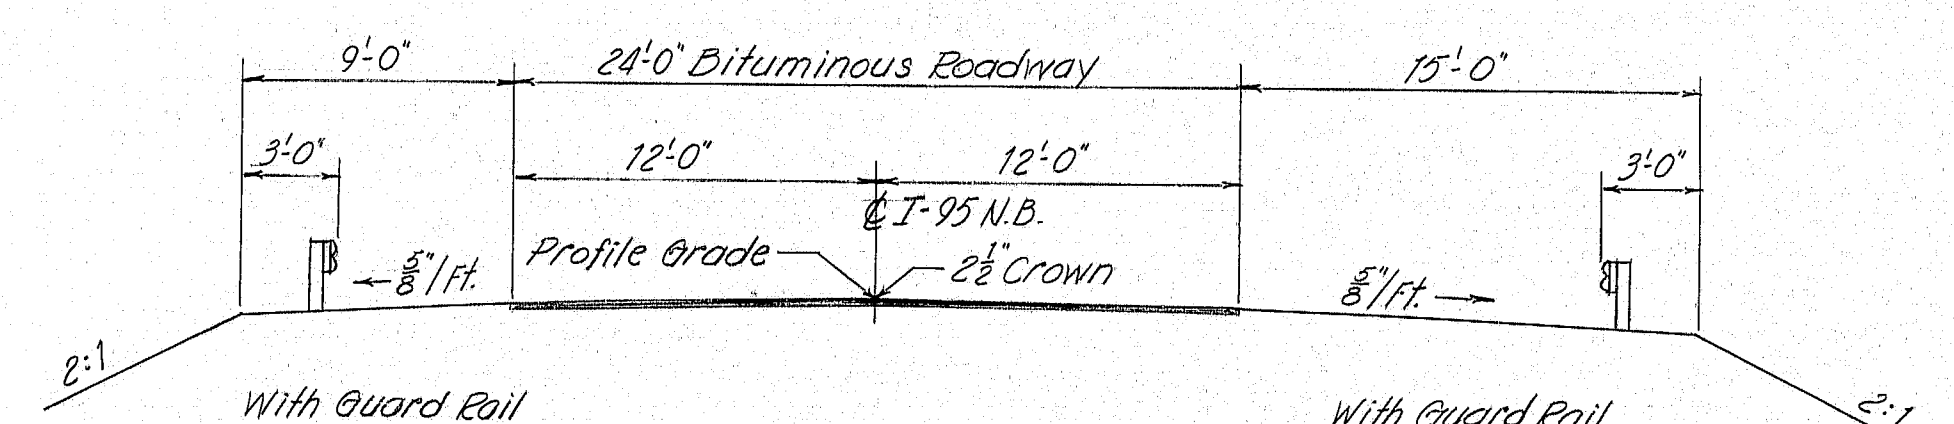 9'-0" 24'-0" Bituminous Roadway 15'-0"
3'-0" 12'-0" 12'-0" 3'-0"
℄ I-95 N.B.
Profile Grade 2½" Crown
5/8"/Ft. 5/8"/Ft.
2:1 2:1
With Guard Rail With Guard Rail